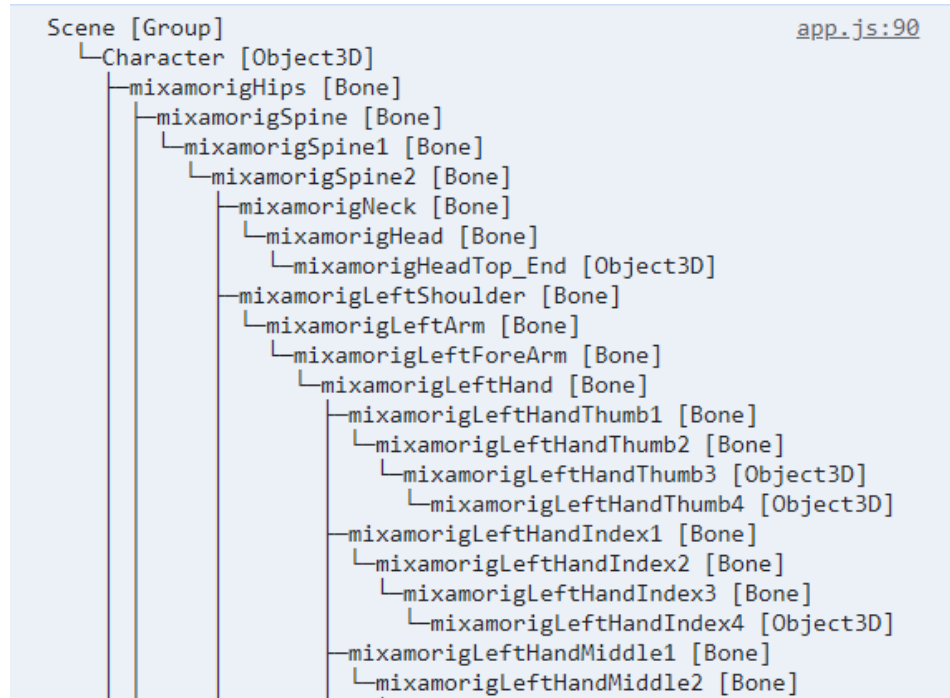 Scene [Group] app.js:90
└─Character [Object3D]
├─mixamorigHips [Bone]
│ ├─mixamorigSpine [Bone]
│ │ └─mixamorigSpine1 [Bone]
│ │ └─mixamorigSpine2 [Bone]
│ │ ├─mixamorigNeck [Bone]
│ │ │ └─mixamorigHead [Bone]
│ │ │ └─mixamorigHeadTop_End [Object3D]
│ │ ├─mixamorigLeftShoulder [Bone]
│ │ │ └─mixamorigLeftArm [Bone]
│ │ │ └─mixamorigLeftForeArm [Bone]
│ │ │ └─mixamorigLeftHand [Bone]
│ │ │ ├─mixamorigLeftHandThumb1 [Bone]
│ │ │ │ └─mixamorigLeftHandThumb2 [Bone]
│ │ │ │ └─mixamorigLeftHandThumb3 [Object3D]
│ │ │ │ └─mixamorigLeftHandThumb4 [Object3D]
│ │ │ ├─mixamorigLeftHandIndex1 [Bone]
│ │ │ │ └─mixamorigLeftHandIndex2 [Bone]
│ │ │ │ └─mixamorigLeftHandIndex3 [Bone]
│ │ │ │ └─mixamorigLeftHandIndex4 [Object3D]
│ │ │ ├─mixamorigLeftHandMiddle1 [Bone]
│ │ │ │ └─mixamorigLeftHandMiddle2 [Bone]